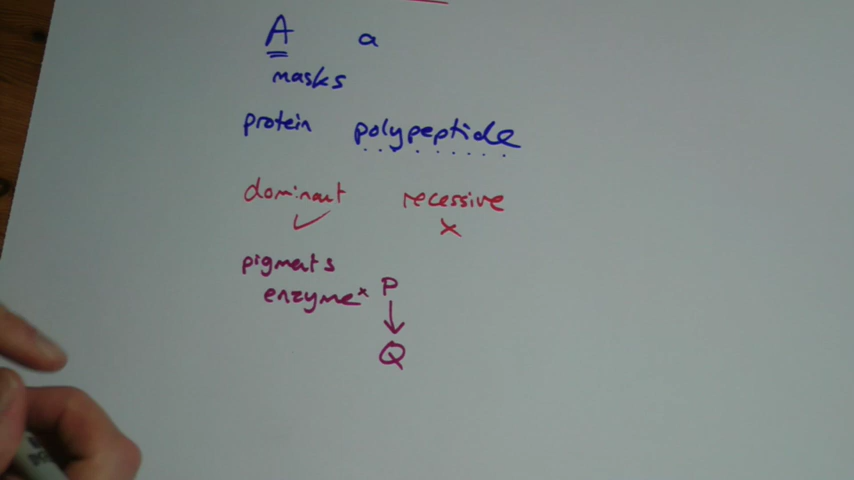 A a
masks
protein polypeptide
dominant recessive
✓ x
pigments
enzyme x P
↓
Q